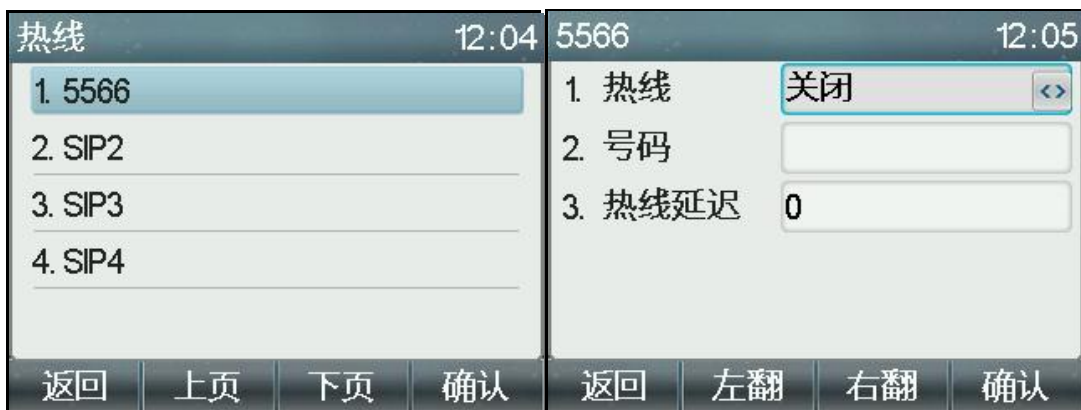 热线 12:04
1. 5566
2. SIP2
3. SIP3
4. SIP4
返回 上页 下页 确认
5566 12:05
1. 热线 关闭 <>
2. 号码
3. 热线延迟 0
返回 左翻 右翻 确认